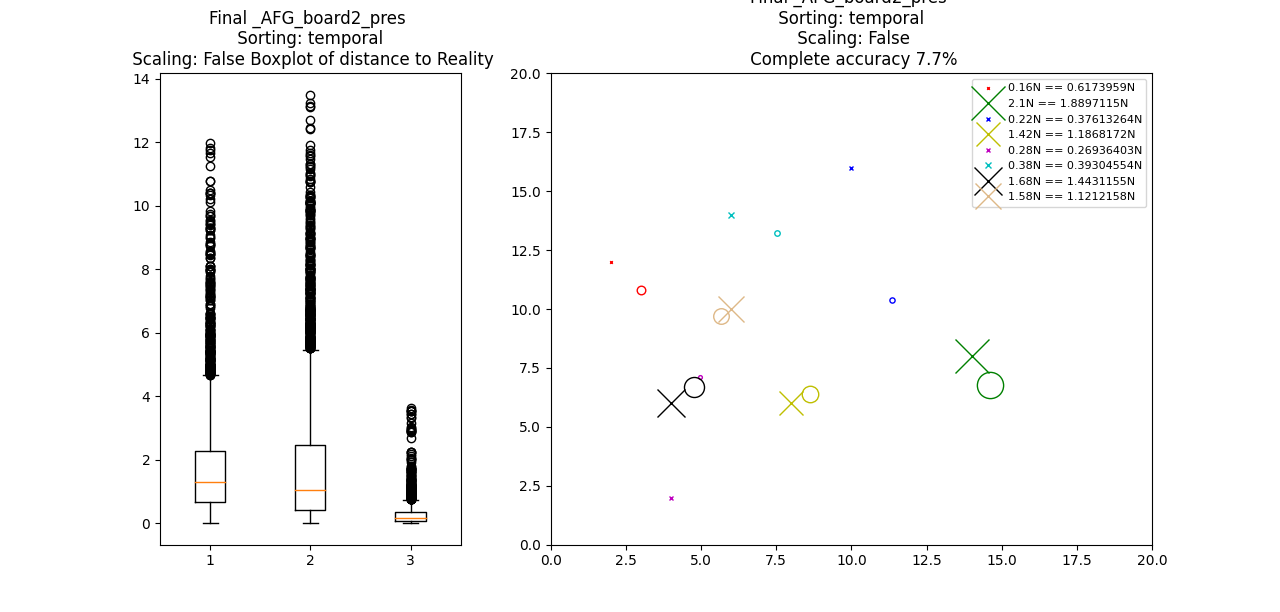 Final _AFG_board2_pres
Sorting: temporal
Scaling: False Boxplot of distance to Reality
14
12
10
8
6
4
2
0
1 2 3
Final _AFG_board2_pres
Sorting: temporal
Scaling: False
Complete accuracy 7.7%
20.0
17.5
15.0
12.5
10.0
7.5
5.0
2.5
0.0
0.0 2.5 5.0 7.5 10.0 12.5 15.0 17.5 20.0
0.16N == 0.6173959N
2.1N == 1.8897115N
0.22N == 0.37613264N
1.42N == 1.1868172N
0.28N == 0.26936403N
0.38N == 0.39304554N
1.68N == 1.4431155N
1.58N == 1.1212158N